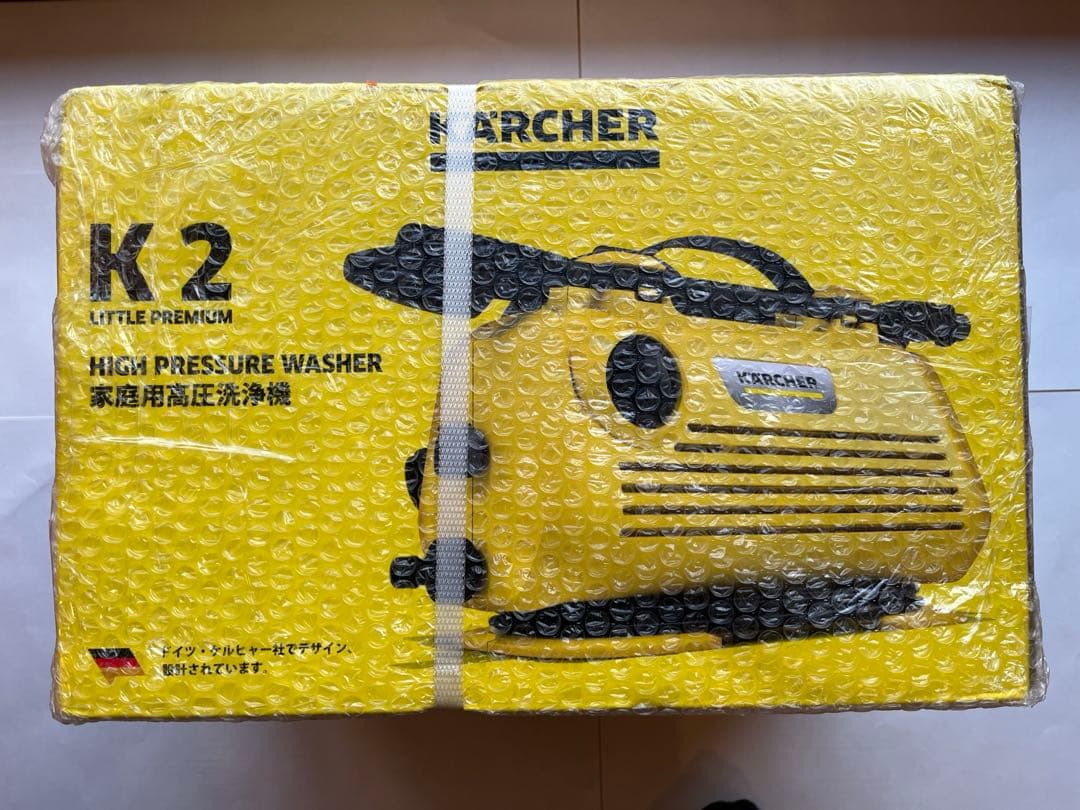 KÄRCHER
K 2
LITTLE PREMIUM
HIGH PRESSURE WASHER
家庭用高圧洗浄機
KÄRCHER
ドイツ・ケルヒャー社でデザイン、
設計されています。